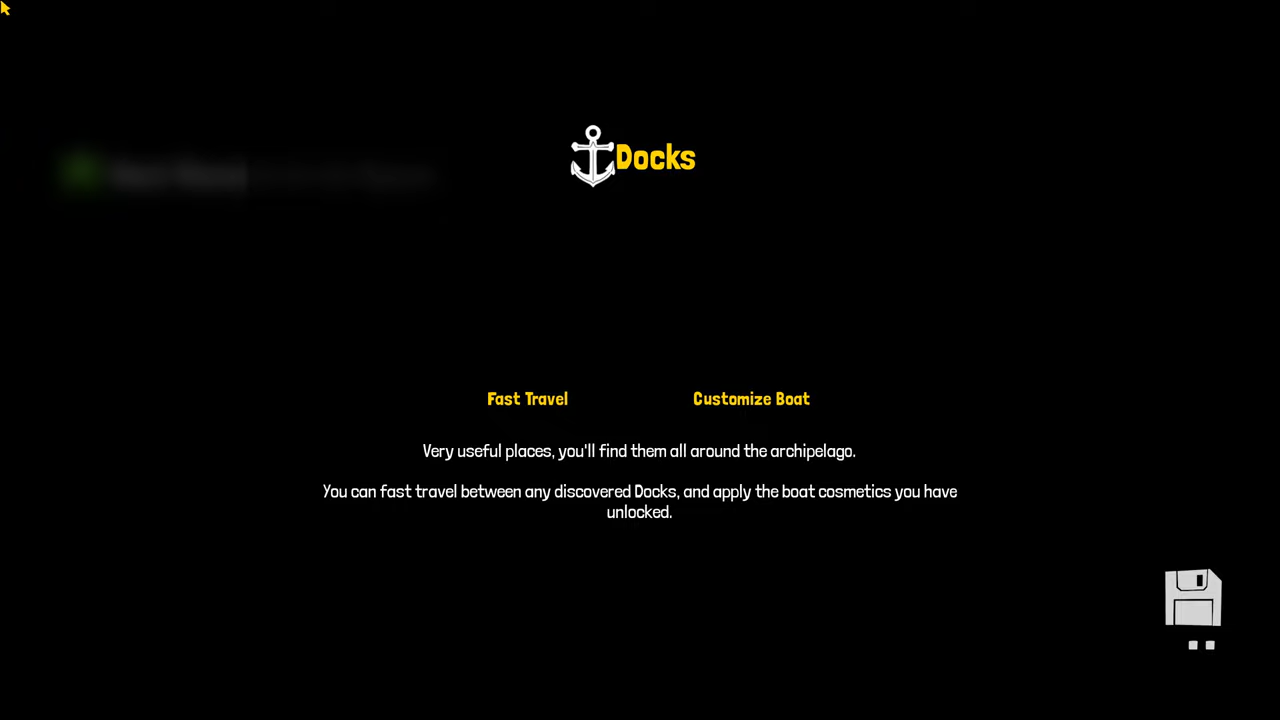 Docks
Fast Travel
Customize Boat
Very useful places, you'll find them all around the archipelago.
You can fast travel between any discovered Docks, and apply the boat cosmetics you have
unlocked.